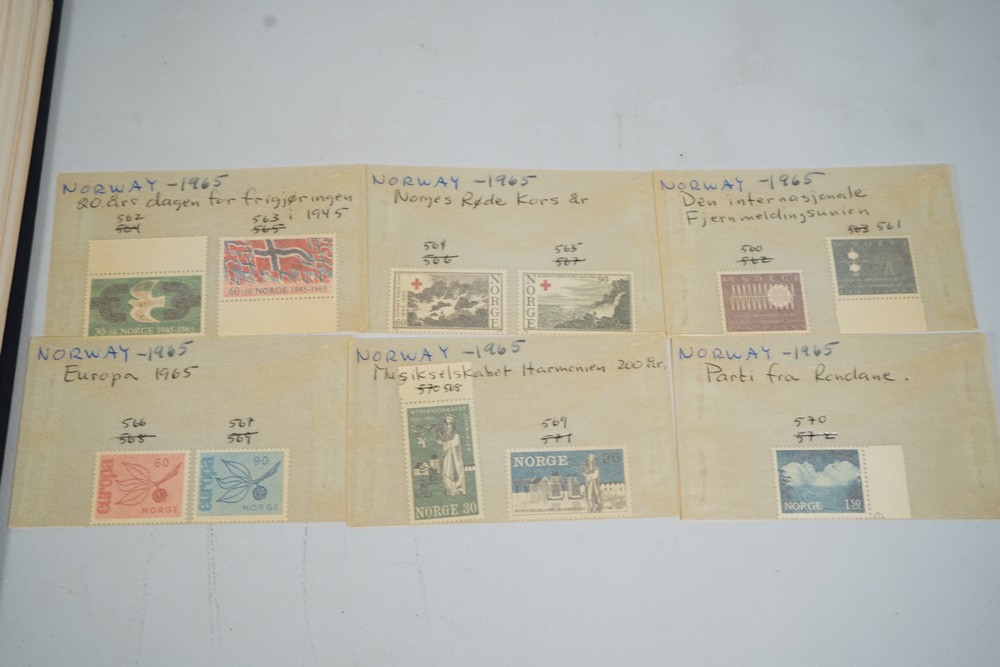 NORWAY -1965
20. års dagen for frigjøringen
i 1945
562
564
563
565
30+10 NORGE 1945-1965
60+10 NORGE 1945-1965
NORWAY -1965
Norges Røde Kors år
564
566
565
567
60
NORGE
NORGE
90
NORWAY -1965
Den internasjonale
Fjernmeldingsunion
560
562
563 561
NORGE
NORGE
NORWAY -1965
Europa 1965
566
568
567
569
europa
60
NORGE
europa
90
NORGE
NORWAY -1965
Musikselskabet Harmonien 200 år.
570 568
569
571
NORGE 30
NORGE
NORWAY -1965
Parti fra Rondane.
570
572
NORGE 150